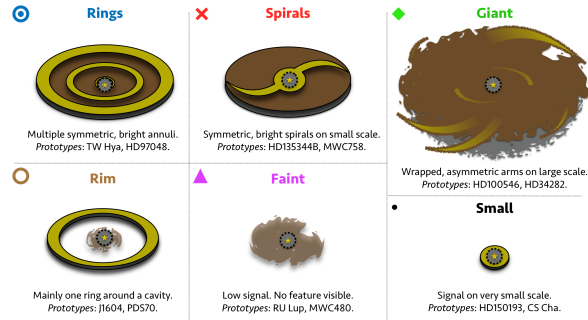 Rings
Multiple symmetric, bright annuli.
Prototypes: TW Hya, HD97048.
Spirals
Symmetric, bright spirals on small scale.
Prototypes: HD135344B, MWC758.
Giant
Wrapped, asymmetric arms on large scale.
Prototypes: HD100546, HD34282.
Rim
Mainly one ring around a cavity.
Prototypes: J1604, PDS70.
Faint
Low signal. No feature visible.
Prototypes: RU Lup, MWC480.
Small
Signal on very small scale.
Prototypes: HD150193, CS Cha.